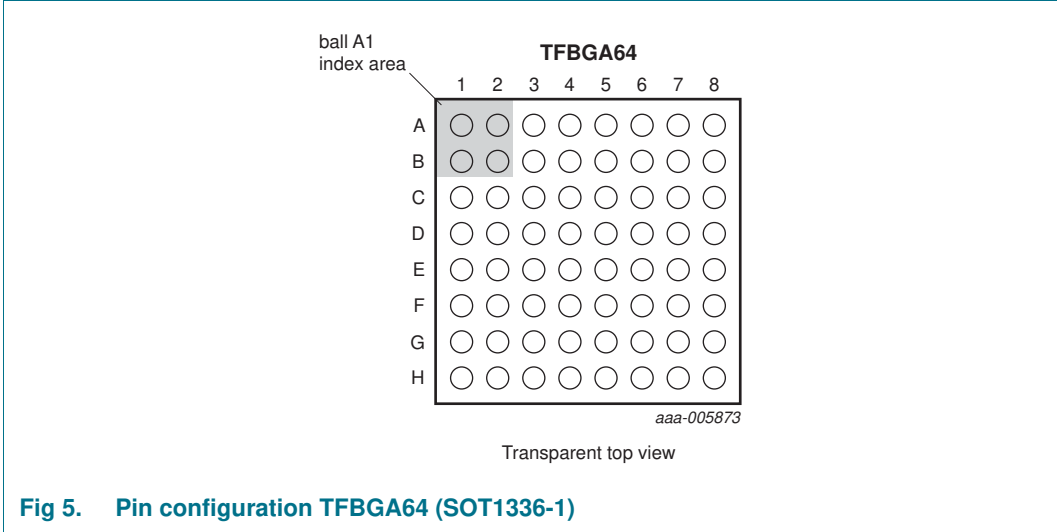 ball A1
index area
TFBGA64
1 2 3 4 5 6 7 8
A
B
C
D
E
F
G
H
aaa-005873
Transparent top view
Fig 5. Pin configuration TFBGA64 (SOT1336-1)